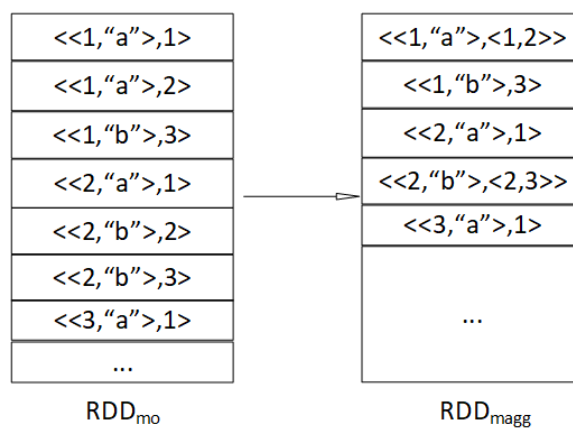 <<1,“a”>,1>
<<1,“a”>,2>
<<1,“b”>,3>
<<2,“a”>,1>
<<2,“b”>,2>
<<2,“b”>,3>
<<3,“a”>,1>
...
RDDmo
<<1,“a”>,<1,2>>
<<1,“b”>,3>
<<2,“a”>,1>
<<2,“b”>,<2,3>>
<<3,“a”>,1>
...
RDDmagg